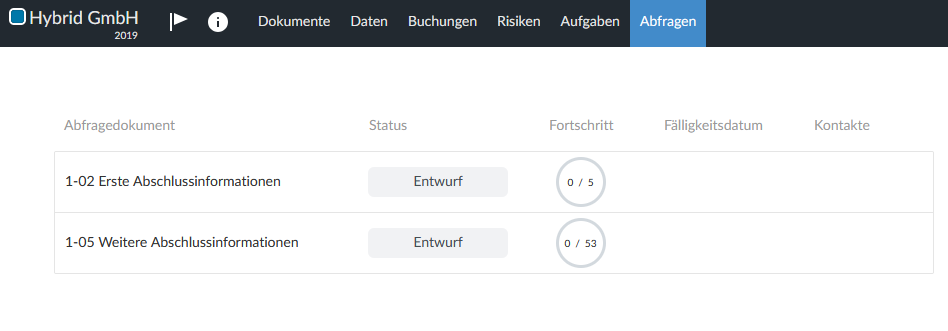 Hybrid GmbH
2019
Dokumente Daten Buchungen Risiken Aufgaben Abfragen
Abfragedokument Status Fortschritt Fälligkeitsdatum Kontakte
1-02 Erste Abschlussinformationen Entwurf 0 / 5
1-05 Weitere Abschlussinformationen Entwurf 0 / 53